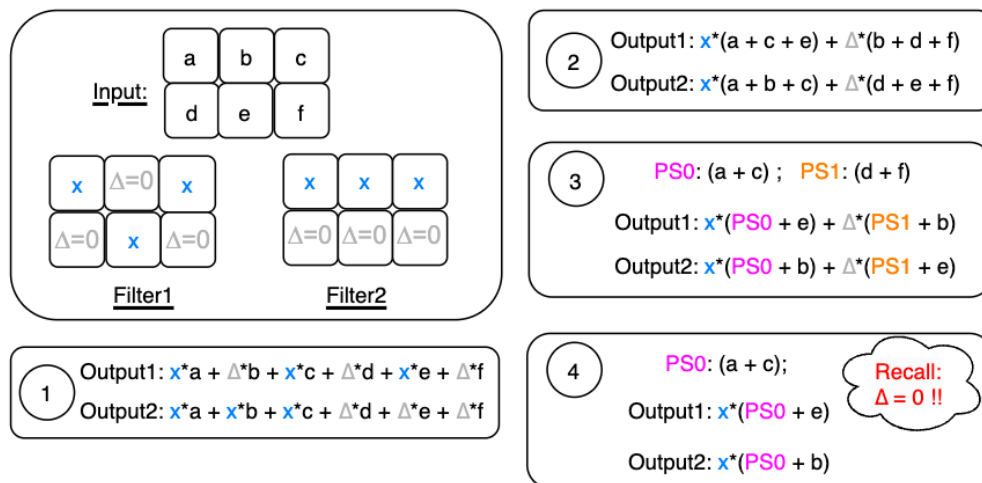 Input:
a b c
d e f
x Δ=0 x
Δ=0 x Δ=0
Filter1
x x x
Δ=0 Δ=0 Δ=0
Filter2
1
Output1: x*a + Δ*b + x*c + Δ*d + x*e + Δ*f
Output2: x*a + x*b + x*c + Δ*d + Δ*e + Δ*f
2
Output1: x*(a + c + e) + Δ*(b + d + f)
Output2: x*(a + b + c) + Δ*(d + e + f)
3
PS0: (a + c) ; PS1: (d + f)
Output1: x*(PS0 + e) + Δ*(PS1 + b)
Output2: x*(PS0 + b) + Δ*(PS1 + e)
4
PS0: (a + c);
Output1: x*(PS0 + e)
Output2: x*(PS0 + b)
Recall:
Δ = 0 !!